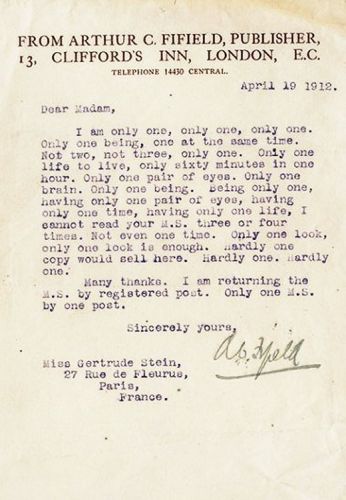 FROM ARTHUR C. FIFIELD, PUBLISHER,
13, CLIFFORD'S INN, LONDON, E.C.
TELEPHONE 14430 CENTRAL.
April 19 1912.
Dear Madam,
I am only one, only one, only one.
Only one being, one at the same time.
Not two, not three, only one. Only one
life to live, only sixty minutes in one
hour. Only one pair of eyes. Only one
brain. Only one being. Being only one,
having only one pair of eyes, having
only one time, having only one life, I
cannot read your M.S. three or four
times. Not even one time. Only one look,
only one look is enough. Hardly one
copy would sell here. Hardly one. Hardly
one.
Many thanks. I am returning the
M.S. by registered post. Only one M.S.
by one post.
Sincerely yours,
A.C. Fifield
Miss Gertrude Stein,
27 Rue de Fleurus,
Paris,
France.